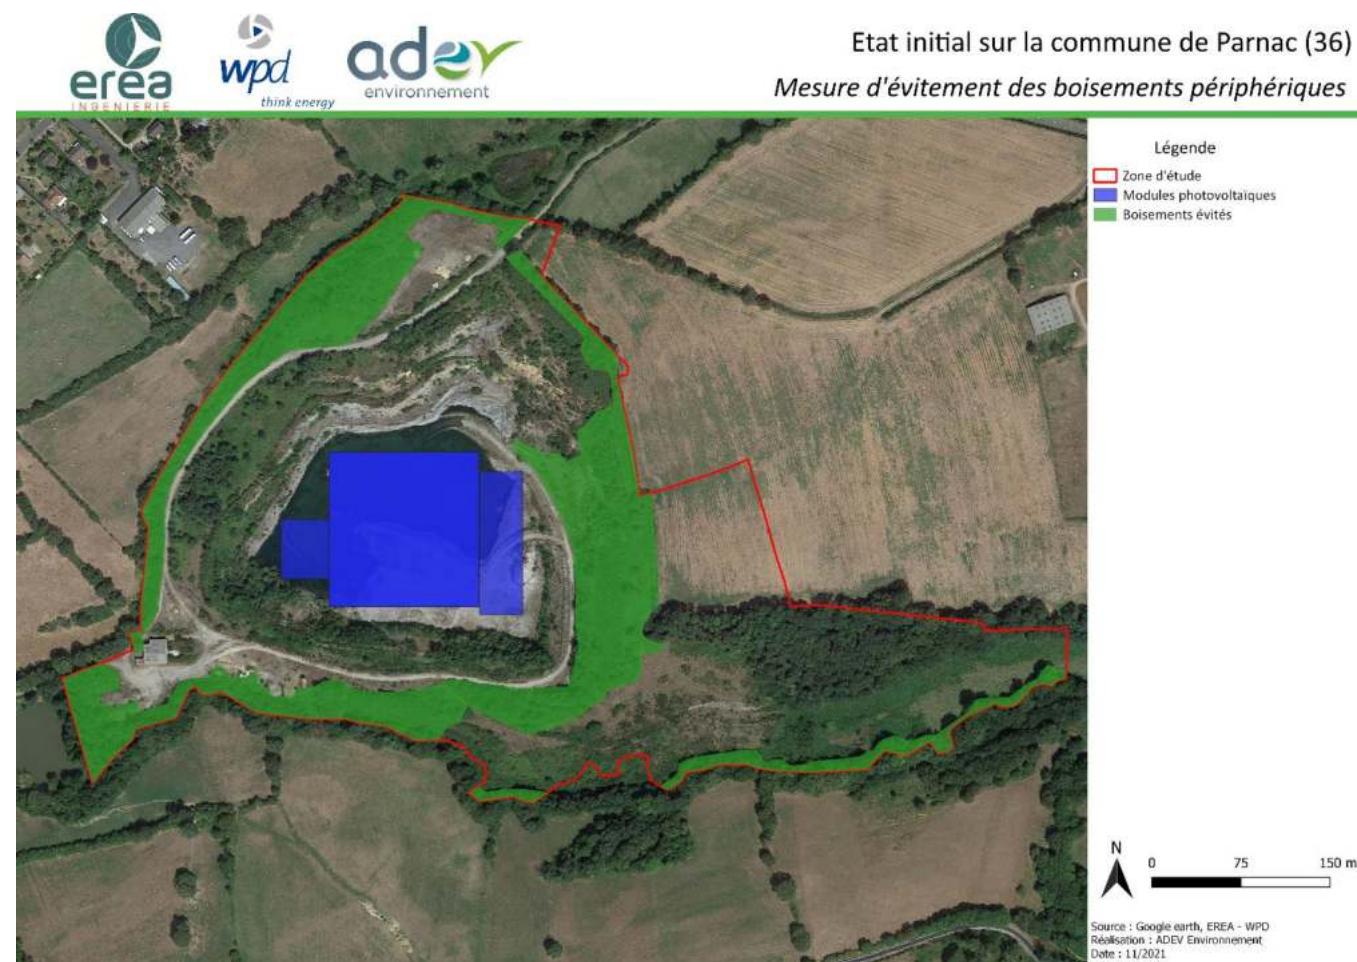 erea
INGENIERIE
wpd
think energy
adev
environnement
Etat initial sur la commune de Parnac (36)
Mesure d'évitement des boisements périphériques
Légende
Zone d'étude
Modules photovoltaïques
Boisements évités
N
0 75 150 m
Source : Google earth, EREA - WPD
Réalisation : ADEV Environnement
Date : 11/2021